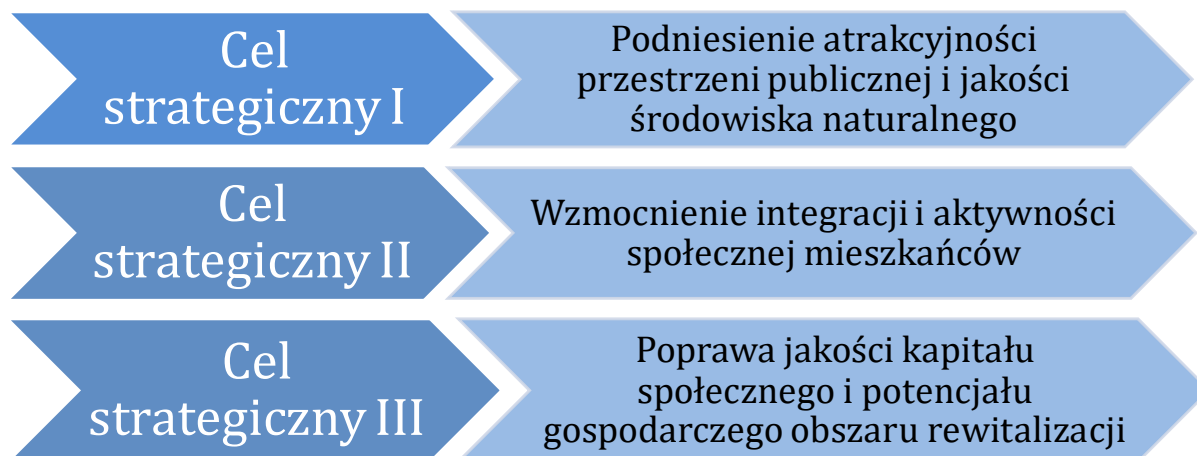 Cel
strategiczny I
Podniesienie atrakcyjności
przestrzeni publicznej i jakości
środowiska naturalnego
Cel
strategiczny II
Wzmocnienie integracji i aktywności
społecznej mieszkańców
Cel
strategiczny III
Poprawa jakości kapitału
społecznego i potencjału
gospodarczego obszaru rewitalizacji